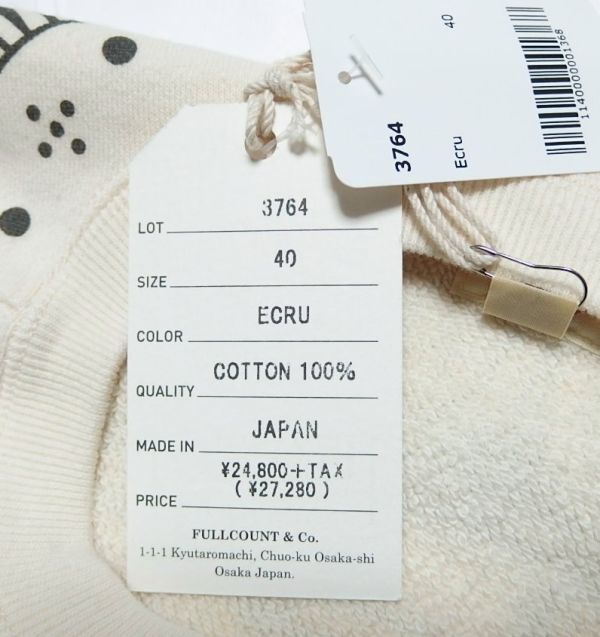 3764
Ecru
40
1140000001368
LOT 3764
SIZE 40
COLOR ECRU
QUALITY COTTON 100%
MADE IN JAPAN
PRICE ¥24,800+TAX
(¥27,280)
FULLCOUNT & Co.
1-1-1 Kyutaromachi, Chuo-ku Osaka-shi
Osaka Japan.